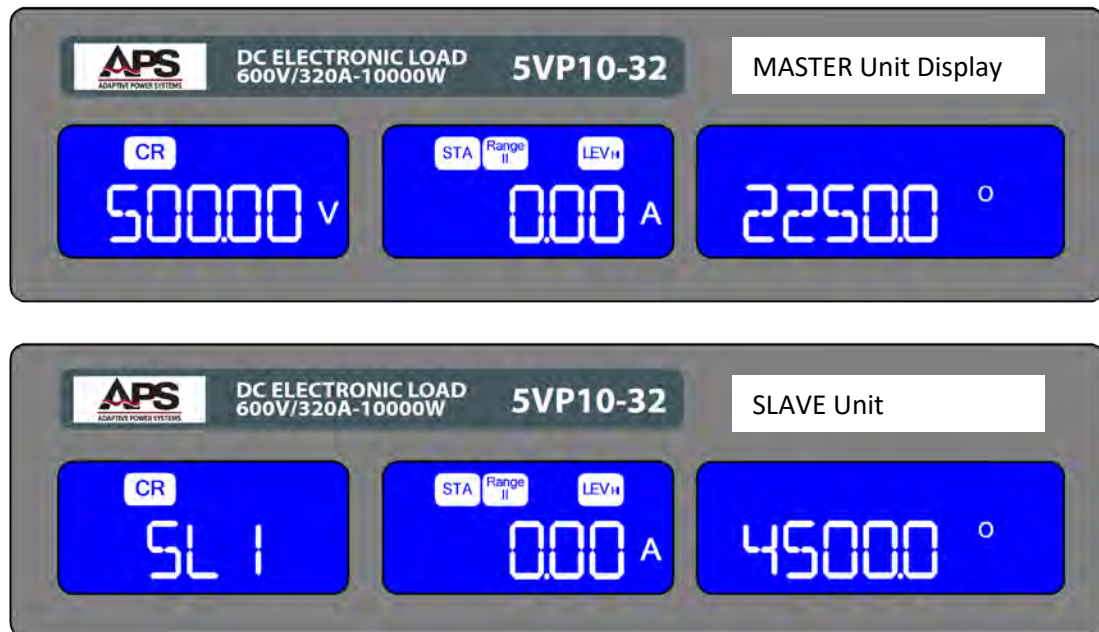 APS
ADAPTIVE POWER SYSTEMS
DC ELECTRONIC LOAD
600V/320A-10000W
5VP10-32
MASTER Unit Display
CR
500.00 V
STA Range II LEV HI
0.00 A
2250.0 O
APS
ADAPTIVE POWER SYSTEMS
DC ELECTRONIC LOAD
600V/320A-10000W
5VP10-32
SLAVE Unit
CR
SL 1
STA Range II LEV HI
0.00 A
4500.0 O